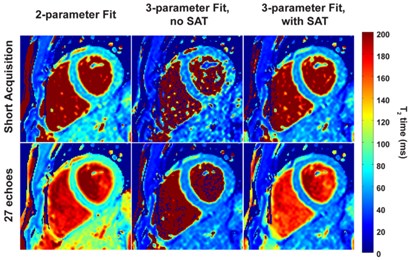 2-parameter Fit
3-parameter Fit,
no SAT
3-parameter Fit,
with SAT
Short Acquisition
27 echoes
200
180
160
140
120
100
80
60
40
20
0
T2 time (ms)